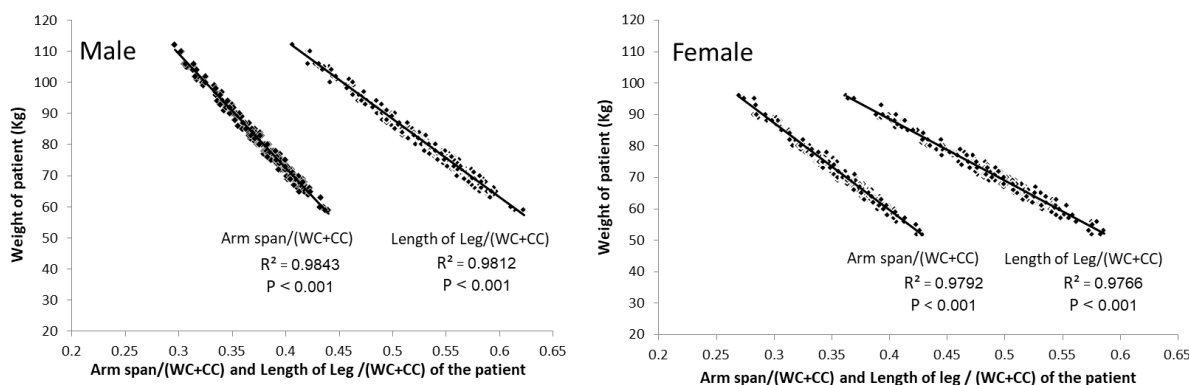 Male
Weight of patient (Kg)
120
110
100
90
80
70
60
50
40
30
20
Arm span/(WC+CC)
R² = 0.9843
P < 0.001
Length of Leg/(WC+CC)
R² = 0.9812
P < 0.001
0.2 0.25 0.3 0.35 0.4 0.45 0.5 0.55 0.6 0.65
Arm span/(WC+CC) and Length of Leg /(WC+CC) of the patient
Female
Weight of patient (Kg)
120
110
100
90
80
70
60
50
40
30
20
Arm span/(WC+CC)
R² = 0.9792
P < 0.001
Length of Leg/(WC+CC)
R² = 0.9766
P < 0.001
0.2 0.25 0.3 0.35 0.4 0.45 0.5 0.55 0.6 0.65
Arm span/(WC+CC) and Length of leg / (WC+CC) of the patient